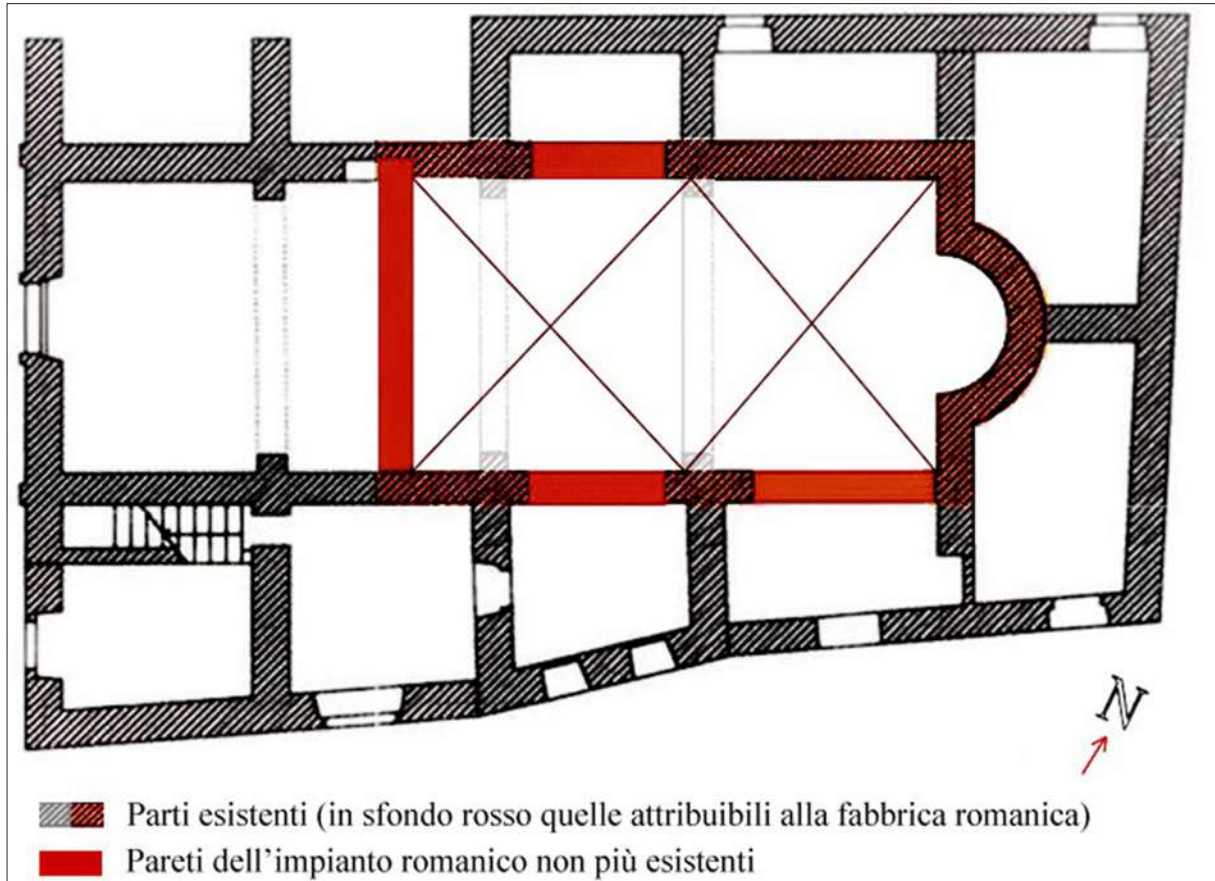 N
Parti esistenti (in sfondo rosso quelle attribuibili alla fabbrica romanica)
Pareti dell'impianto romanico non più esistenti